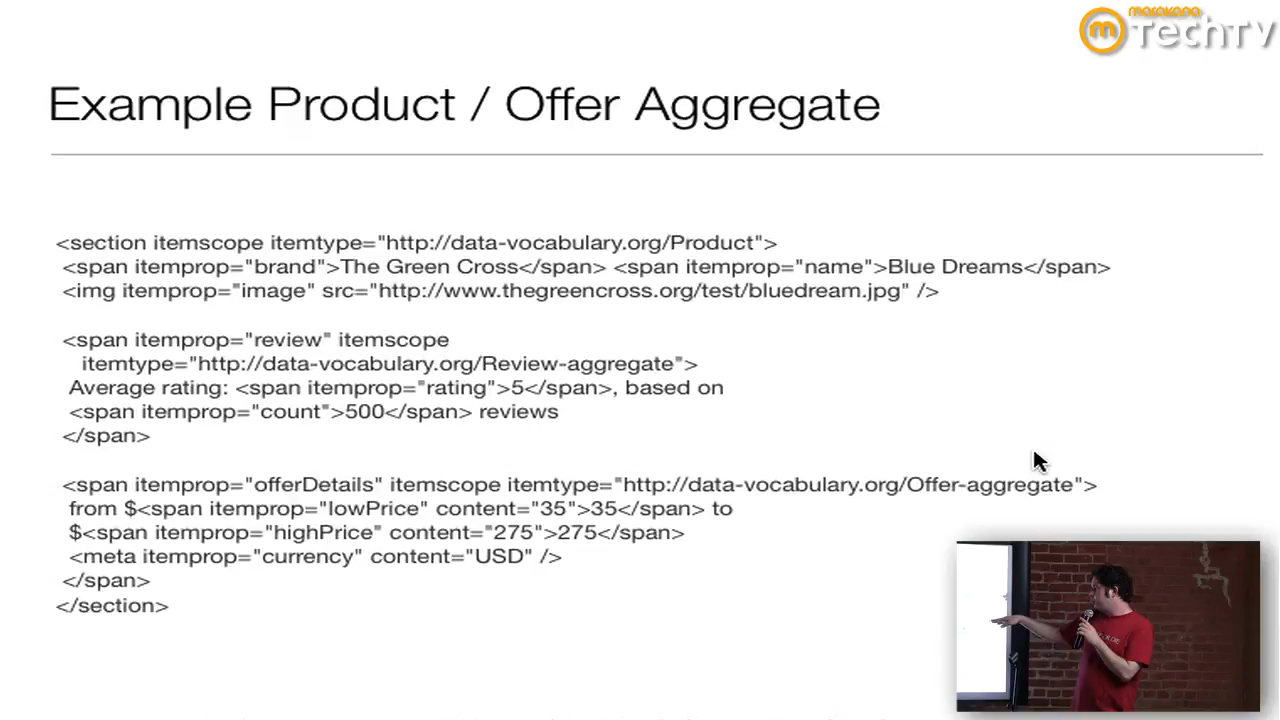 marakana
TechTV
Example Product / Offer Aggregate
<section itemscope itemtype="http://data-vocabulary.org/Product">
<span itemprop="brand">The Green Cross</span> <span itemprop="name">Blue Dreams</span>
<img itemprop="image" src="http://www.thegreencross.org/test/bluedream.jpg" />
<span itemprop="review" itemscope
itemtype="http://data-vocabulary.org/Review-aggregate">
Average rating: <span itemprop="rating">5</span>, based on
<span itemprop="count">500</span> reviews
</span>
<span itemprop="offerDetails" itemscope itemtype="http://data-vocabulary.org/Offer-aggregate">
from $<span itemprop="lowPrice" content="35">35</span> to
$<span itemprop="highPrice" content="275">275</span>
<meta itemprop="currency" content="USD" />
</span>
</section>